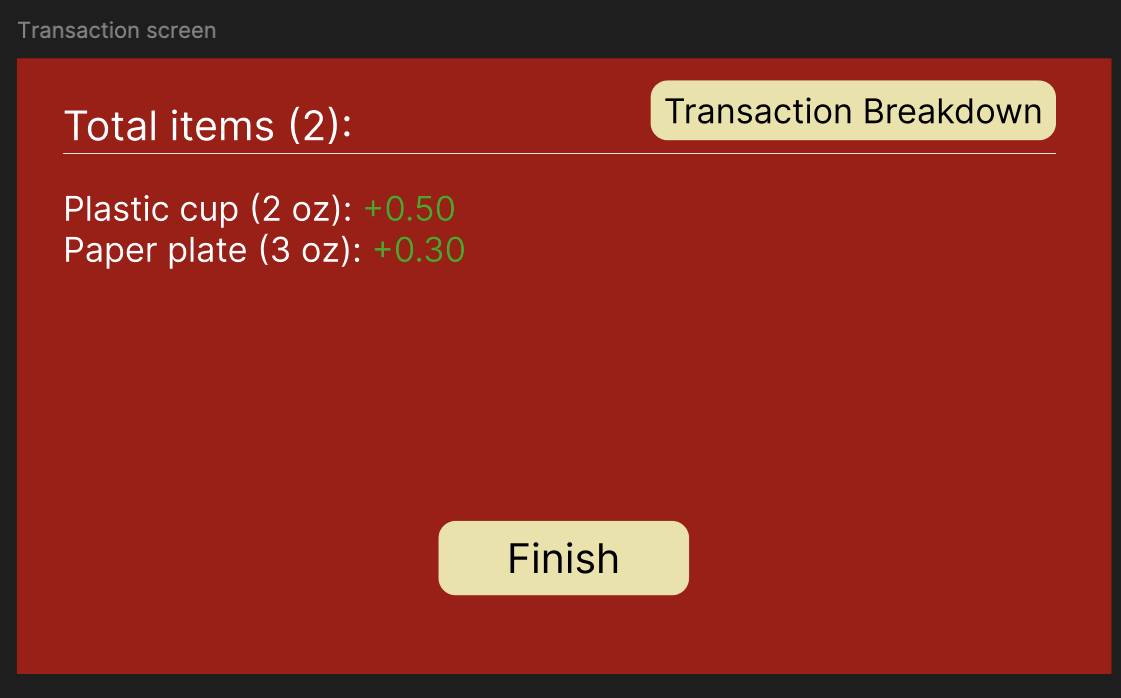 Transaction screen
Total items (2):
Transaction Breakdown
Plastic cup (2 oz): +0.50
Paper plate (3 oz): +0.30
Finish